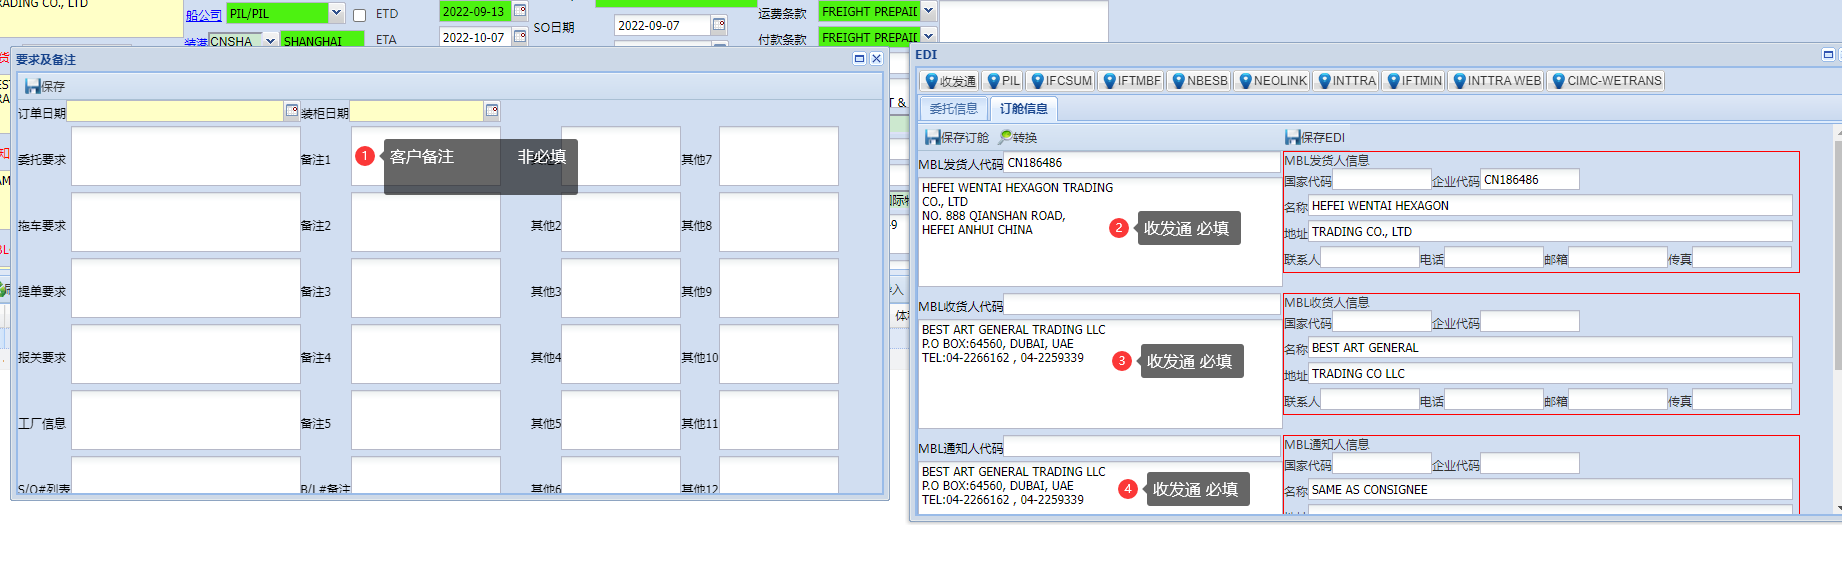 RADING CO., LTD
船公司 PIL/PIL ETD 2022-09-13 SO日期 2022-09-07 运费条款 FREIGHT PREPAID
装港 CNSHA SHANGHAI ETA 2022-10-07 付款条款 FREIGHT PREPAID
要求及备注
保存
订单日期 装柜日期
委托要求 备注1 其他7
1 客户备注 非必填
拖车要求 备注2 其他2 其他8
提单要求 备注3 其他3 其他9
报关要求 备注4 其他4 其他10
工厂信息 备注5 其他5 其他11
S/O#列表 B/L#备注 其他6 其他12
EDI
收发通 PIL IFCSUM IFTMBF NBESB NEOLINK INTTRA IFTMIN INTTRA WEB CIMC-WETRANS
委托信息 订舱信息
保存订舱 转换 保存EDI
MBL发货人代码 CN186486
HEFEI WENTAI HEXAGON TRADING
CO., LTD
NO. 888 QIANSHAN ROAD,
HEFEI ANHUI CHINA
2 收发通 必填
MBL发货人信息
国家代码 企业代码 CN186486
名称 HEFEI WENTAI HEXAGON
地址 TRADING CO., LTD
联系人 电话 邮箱 传真
MBL收货人代码
BEST ART GENERAL TRADING LLC
P.O BOX:64560, DUBAI, UAE
TEL:04-2266162 , 04-2259339
3 收发通 必填
MBL收货人信息
国家代码 企业代码
名称 BEST ART GENERAL
地址 TRADING CO LLC
联系人 电话 邮箱 传真
MBL通知人代码
BEST ART GENERAL TRADING LLC
P.O BOX:64560, DUBAI, UAE
TEL:04-2266162 , 04-2259339
4 收发通 必填
MBL通知人信息
国家代码 企业代码
名称 SAME AS CONSIGNEE